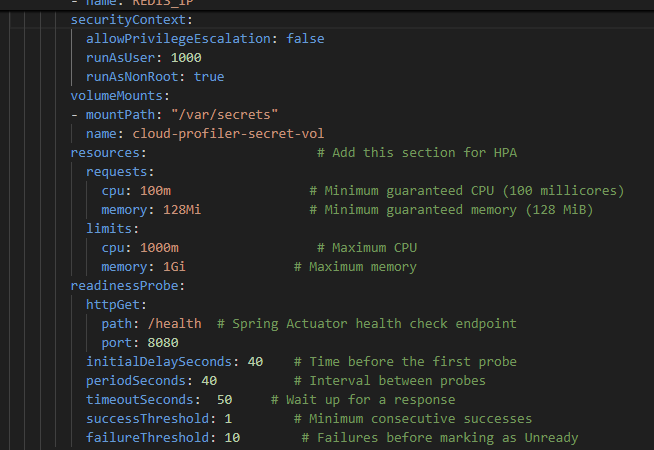 - name: REDIS_IP
securityContext:
allowPrivilegeEscalation: false
runAsUser: 1000
runAsNonRoot: true
volumeMounts:
- mountPath: "/var/secrets"
name: cloud-profiler-secret-vol
resources: # Add this section for HPA
requests:
cpu: 100m # Minimum guaranteed CPU (100 millicores)
memory: 128Mi # Minimum guaranteed memory (128 MiB)
limits:
cpu: 1000m # Maximum CPU
memory: 1Gi # Maximum memory
readinessProbe:
httpGet:
path: /health # Spring Actuator health check endpoint
port: 8080
initialDelaySeconds: 40 # Time before the first probe
periodSeconds: 40 # Interval between probes
timeoutSeconds: 50 # Wait up for a response
successThreshold: 1 # Minimum consecutive successes
failureThreshold: 10 # Failures before marking as Unready